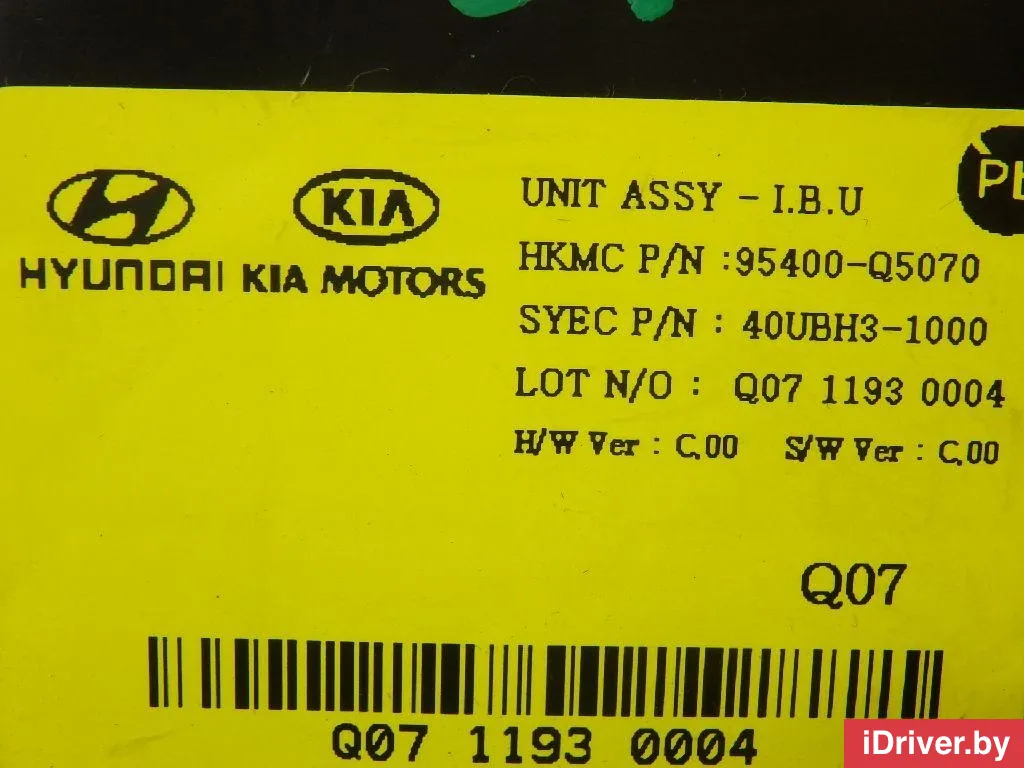 HYUNDAI KIA MOTORS
KIA
UNIT ASSY - I.B.U
HKMC P/N :95400-Q5070
SYEC P/N : 40UBH3-1000
LOT N/O : Q07 1193 0004
H/W Ver : C.00 S/W Ver : C.00
Q07
Q07 1193 0004
iDriver.by